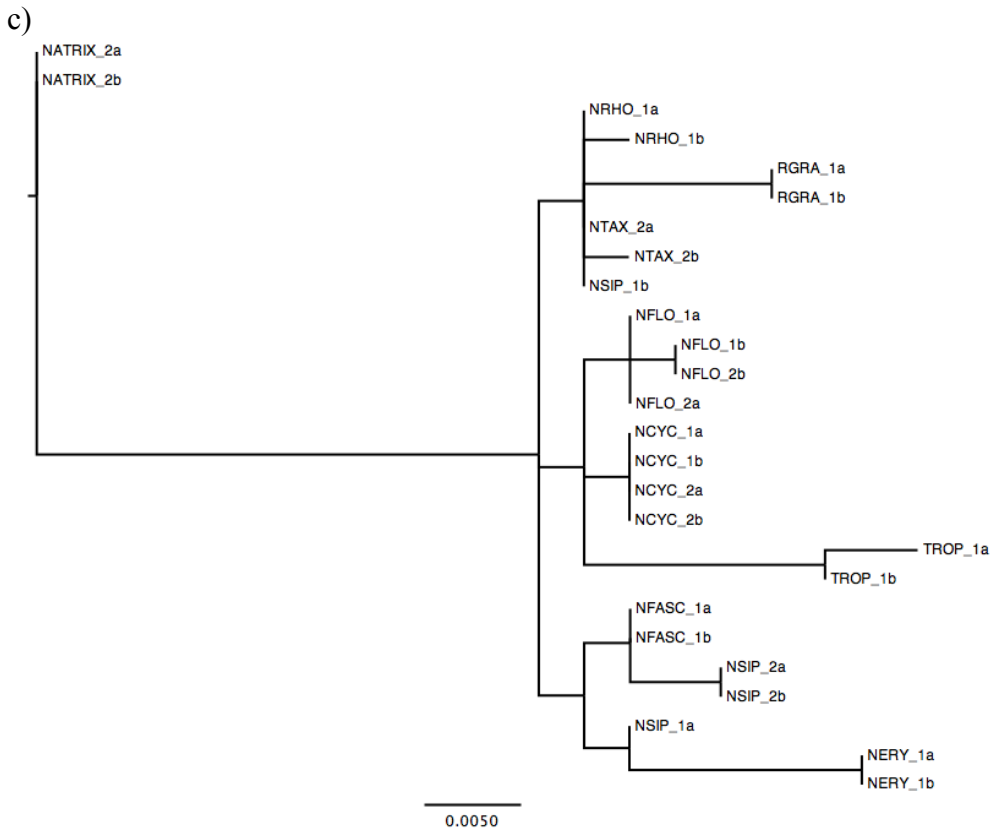 c)
NATRIX_2a
NATRIX_2b
NRHO_1a
NRHO_1b
RGRA_1a
RGRA_1b
NTAX_2a
NTAX_2b
NSIP_1b
NFLO_1a
NFLO_1b
NFLO_2b
NFLO_2a
NCYC_1a
NCYC_1b
NCYC_2a
NCYC_2b
TROP_1a
TROP_1b
NFASC_1a
NFASC_1b
NSIP_2a
NSIP_2b
NSIP_1a
NERY_1a
NERY_1b
0.0050